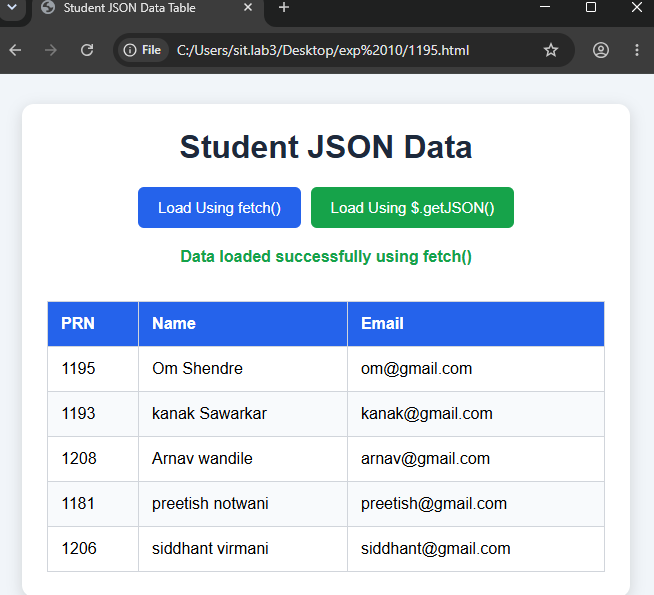 Student JSON Data Table
File C:/Users/sit.lab3/Desktop/exp%2010/1195.html
Student JSON Data
Load Using fetch() Load Using $.getJSON()
Data loaded successfully using fetch()
PRN Name Email
1195 Om Shendre om@gmail.com
1193 kanak Sawarkar kanak@gmail.com
1208 Arnav wandile arnav@gmail.com
1181 preetish notwani preetish@gmail.com
1206 siddhant virmani siddhant@gmail.com